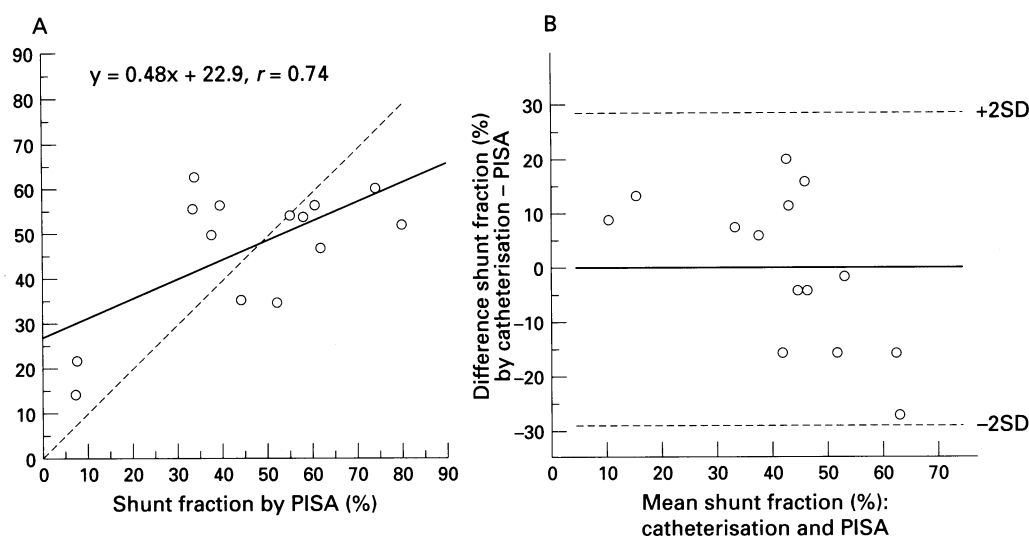 A
y = 0.48x + 22.9, r = 0.74
90
80
70
60
50
40
30
20
10
0
0 10 20 30 40 50 60 70 80 90
Shunt fraction by PISA (%)
B
Difference shunt fraction (%)
by catheterisation – PISA
30
20
10
0
–10
–20
–30
+2SD
–2SD
0 10 20 30 40 50 60 70
Mean shunt fraction (%):
catheterisation and PISA